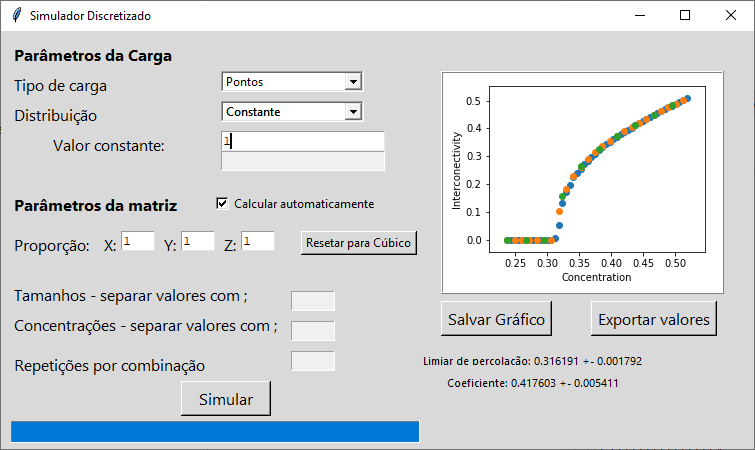 Simulador Discretizado
Parâmetros da Carga
Tipo de carga
Pontos
Distribuição
Constante
Valor constante:
1
Parâmetros da matriz
Calcular automaticamente
Proporção: X: 1 Y: 1 Z: 1
Resetar para Cúbico
Tamanhos - separar valores com ;
Concentrações - separar valores com ;
Repetições por combinação
Simular
Interconectivity
0.5
0.4
0.3
0.2
0.1
0.0
0.25 0.30 0.35 0.40 0.45 0.50
Concentration
Salvar Gráfico
Exportar valores
Limiar de percolação: 0.316191 +- 0.001792
Coeficiente: 0.417603 +- 0.005411